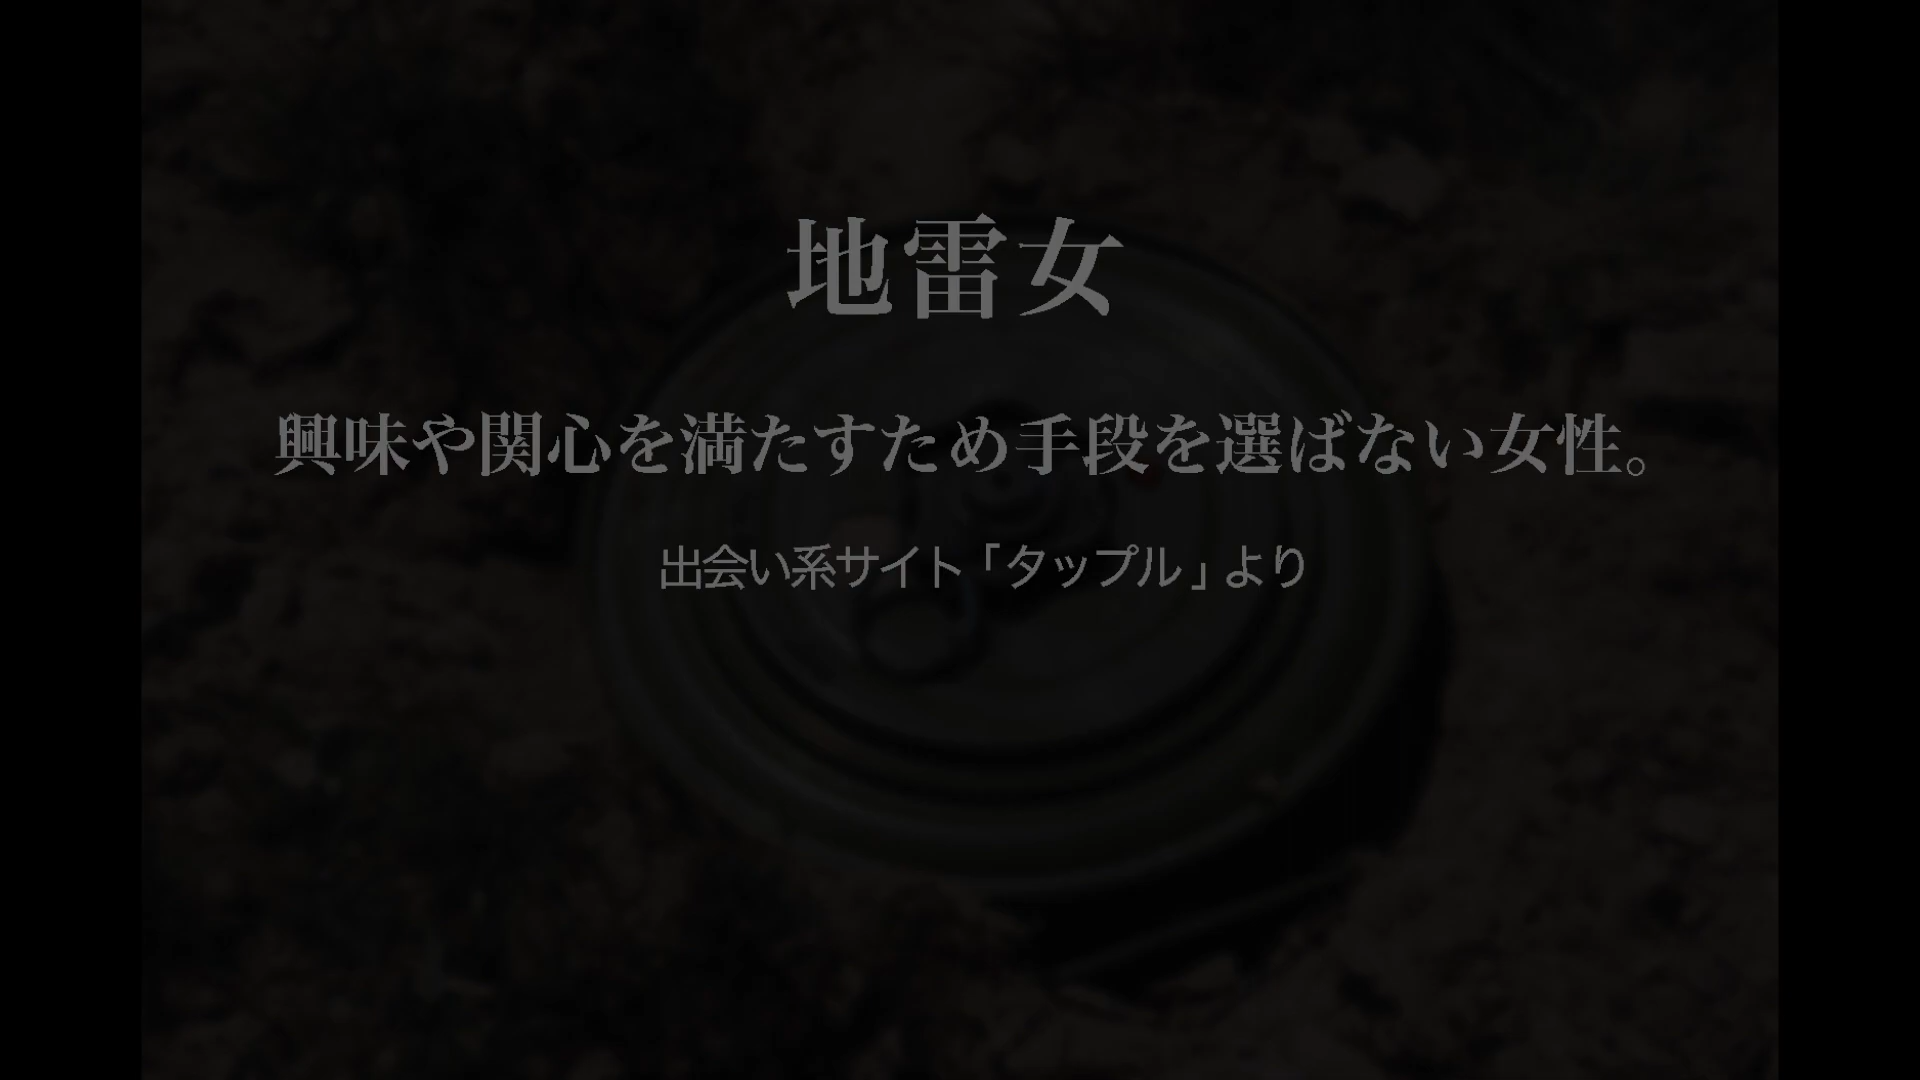 地雷女
興味や関心を満たすため手段を選ばない女性。
出会い系サイト「タップル」より